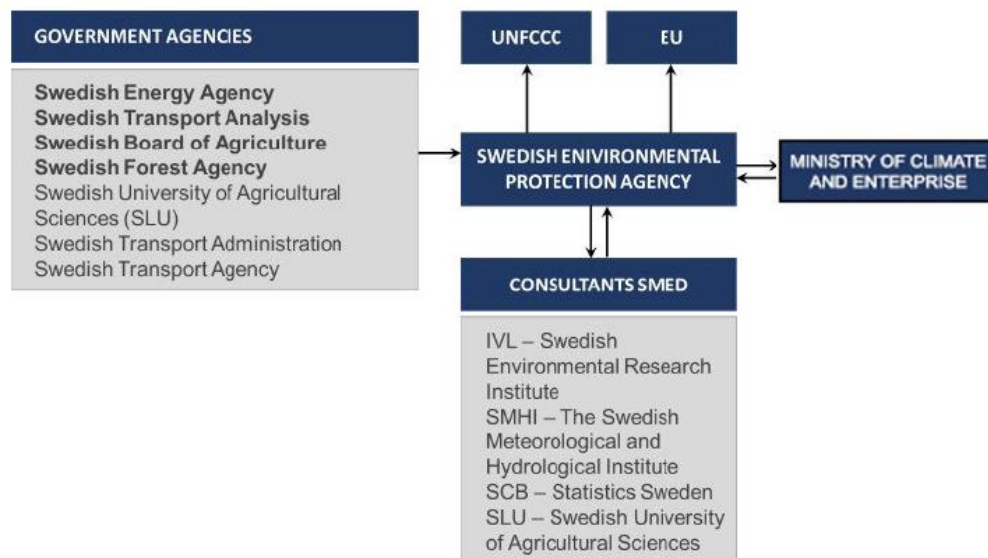 GOVERNMENT AGENCIES
Swedish Energy Agency
Swedish Transport Analysis
Swedish Board of Agriculture
Swedish Forest Agency
Swedish University of Agricultural
Sciences (SLU)
Swedish Transport Administration
Swedish Transport Agency
UNFCCC
EU
SWEDISH ENIVIRONMENTAL
PROTECTION AGENCY
MINISTRY OF CLIMATE
AND ENTERPRISE
CONSULTANTS SMED
IVL – Swedish
Environmental Research
Institute
SMHI – The Swedish
Meteorological and
Hydrological Institute
SCB – Statistics Sweden
SLU – Swedish University
of Agricultural Sciences